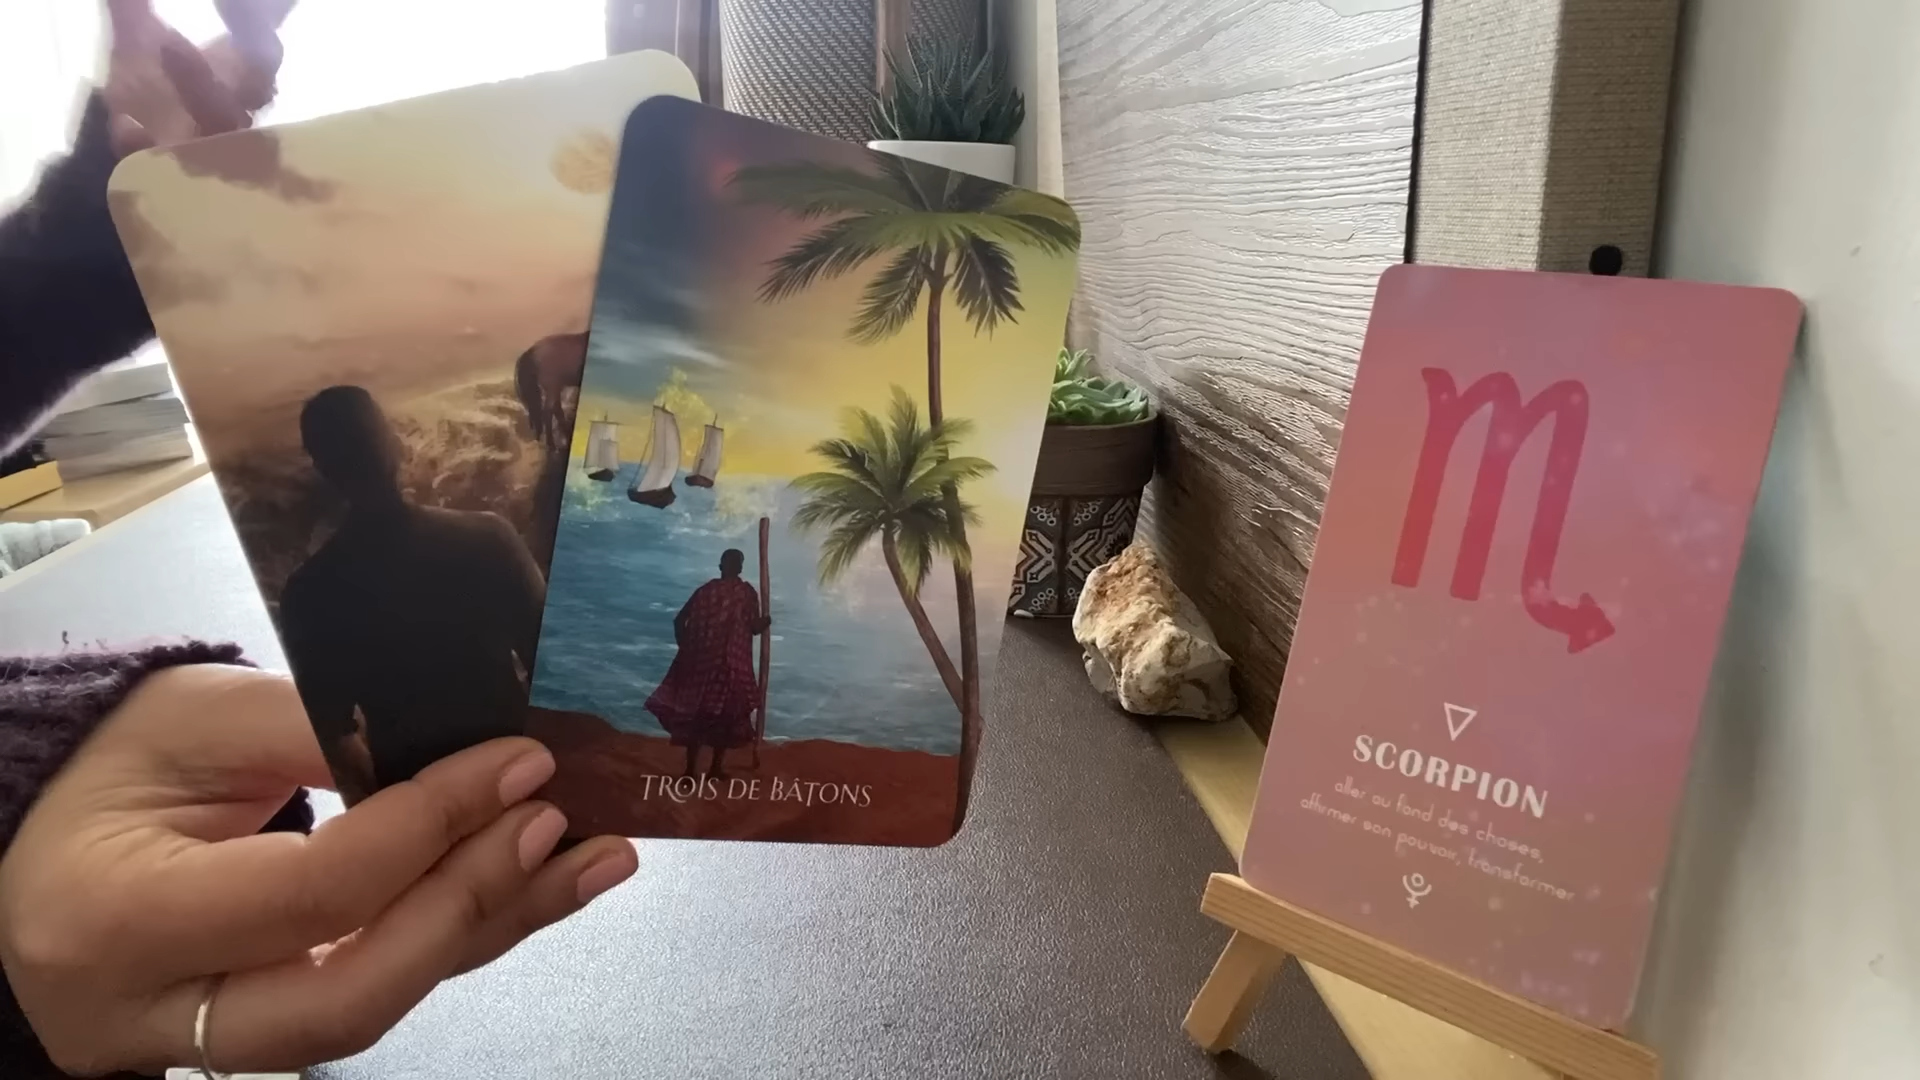 TROIS DE BÂTONS
SCORPION
aller au fond des choses,
affirmer son pouvoir, transformer